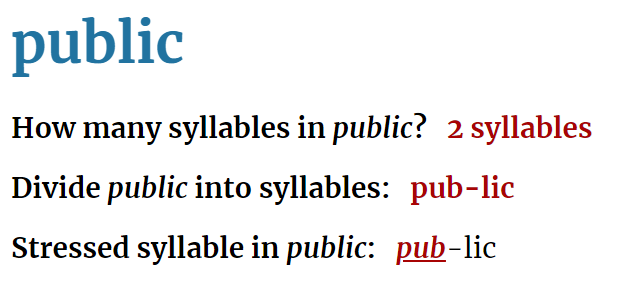 public
How many syllables in public? 2 syllables
Divide public into syllables: pub-lic
Stressed syllable in public: pub-lic